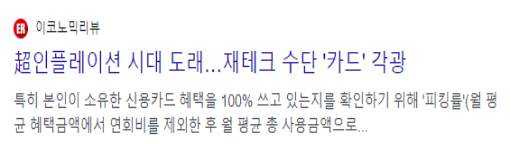 ER 이코노믹리뷰
超인플레이션 시대 도래...재테크 수단 '카드' 각광
특히 본인이 소유한 신용카드 혜택을 100% 쓰고 있는지를 확인하기 위해 '피킹률'(월 평
균 혜택금액에서 연회비를 제외한 후 월 평균 총 사용금액으로...